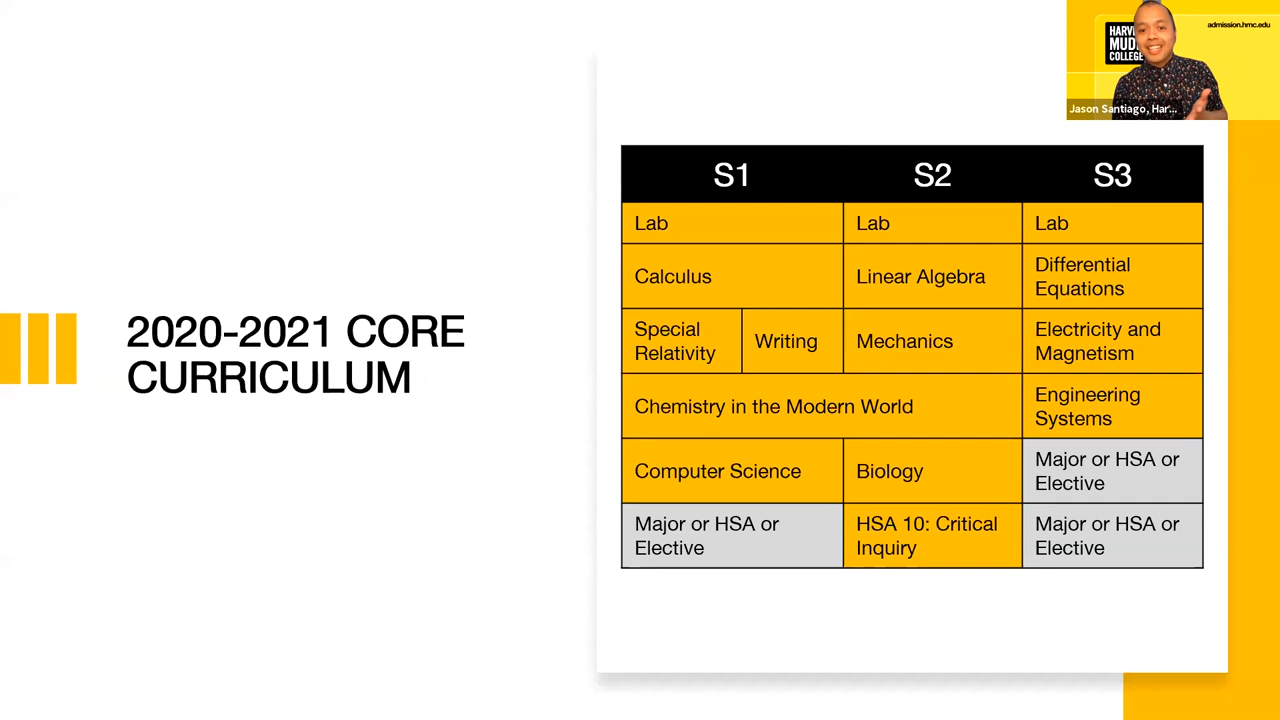 HARV
MUD
COLLEGE
admission.hmc.edu
Jason Santiago, Har...
2020-2021 CORE
CURRICULUM
S1 S2 S3
Lab Lab Lab
Calculus Linear Algebra Differential
Equations
Special
Relativity
Writing
Mechanics
Electricity and
Magnetism
Chemistry in the Modern World
Engineering
Systems
Computer Science
Biology
Major or HSA or
Elective
Major or HSA or
Elective
HSA 10: Critical
Inquiry
Major or HSA or
Elective